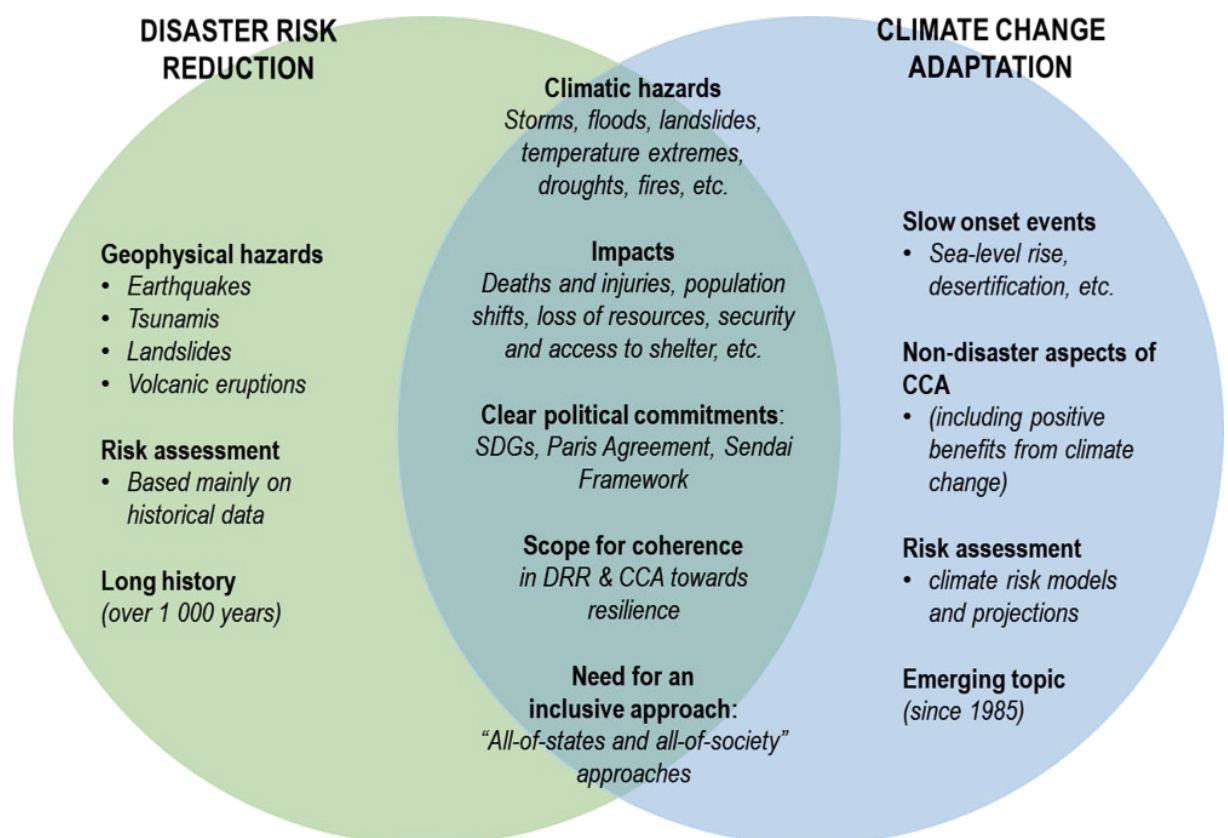 DISASTER RISK
REDUCTION
Geophysical hazards
• Earthquakes
• Tsunamis
• Landslides
• Volcanic eruptions
Risk assessment
• Based mainly on
historical data
Long history
(over 1 000 years)
Climatic hazards
Storms, floods, landslides,
temperature extremes,
droughts, fires, etc.
Impacts
Deaths and injuries, population
shifts, loss of resources, security
and access to shelter, etc.
Clear political commitments:
SDGs, Paris Agreement, Sendai
Framework
Scope for coherence
in DRR & CCA towards
resilience
Need for an
inclusive approach:
“All-of-states and all-of-society”
approaches
CLIMATE CHANGE
ADAPTATION
Slow onset events
• Sea-level rise,
desertification, etc.
Non-disaster aspects of
CCA
• (including positive
benefits from climate
change)
Risk assessment
• climate risk models
and projections
Emerging topic
(since 1985)